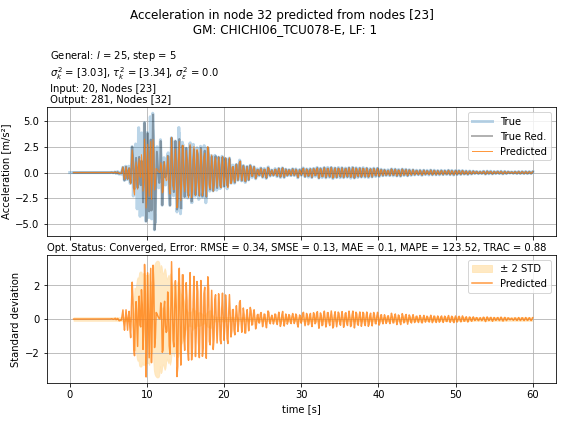 Acceleration in node 32 predicted from nodes [23]
GM: CHICHI06_TCU078-E, LF: 1
General: l = 25, step = 5
σ²ₖ = [3.03], τ²ₖ = [3.34], σ²ε = 0.0
Input: 20, Nodes [23]
Output: 281, Nodes [32]
Acceleration [m/s²]
5.0
2.5
0.0
−2.5
−5.0
True
True Red.
Predicted
Opt. Status: Converged, Error: RMSE = 0.34, SMSE = 0.13, MAE = 0.1, MAPE = 123.52, TRAC = 0.88
Standard deviation
2
0
−2
± 2 STD
Predicted
0 10 20 30 40 50 60
time [s]